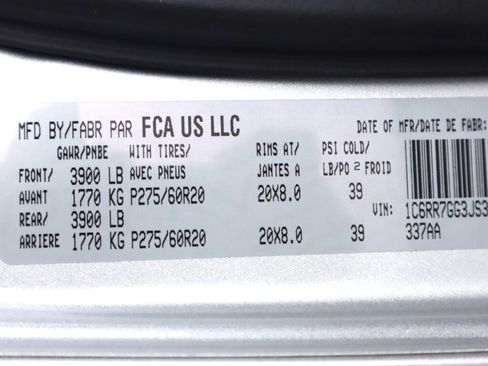 MFD BY/FABR PAR FCA US LLC DATE OF MFR/DATE DE FABR:
GAWR/PNBE WITH TIRES/ RIMS AT/ PSI COLD/
FRONT/ 3900 LB AVEC PNEUS JANTES A LB/PO² FROID
AVANT 1770 KG P275/60R20 20X8.0 39
REAR/ 3900 LB VIN: 1C6RR7GG3JS3
ARRIERE 1770 KG P275/60R20 20X8.0 39 337AA